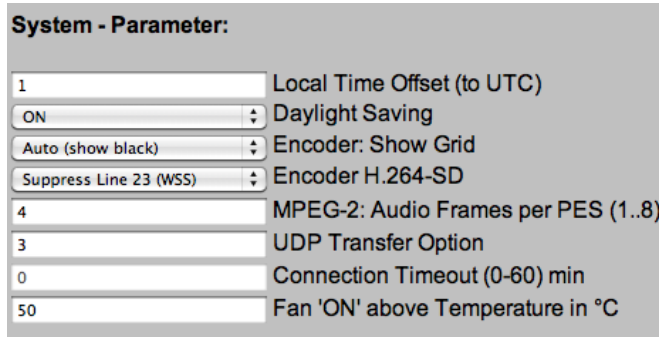 System - Parameter:
1 Local Time Offset (to UTC)
ON Daylight Saving
Auto (show black) Encoder: Show Grid
Suppress Line 23 (WSS) Encoder H.264-SD
4 MPEG-2: Audio Frames per PES (1..8)
3 UDP Transfer Option
0 Connection Timeout (0-60) min
50 Fan 'ON' above Temperature in °C